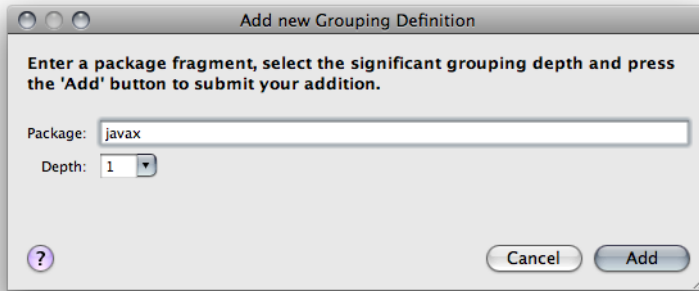 Add new Grouping Definition
Enter a package fragment, select the significant grouping depth and press
the 'Add' button to submit your addition.
Package: javax
Depth: 1
? Cancel Add